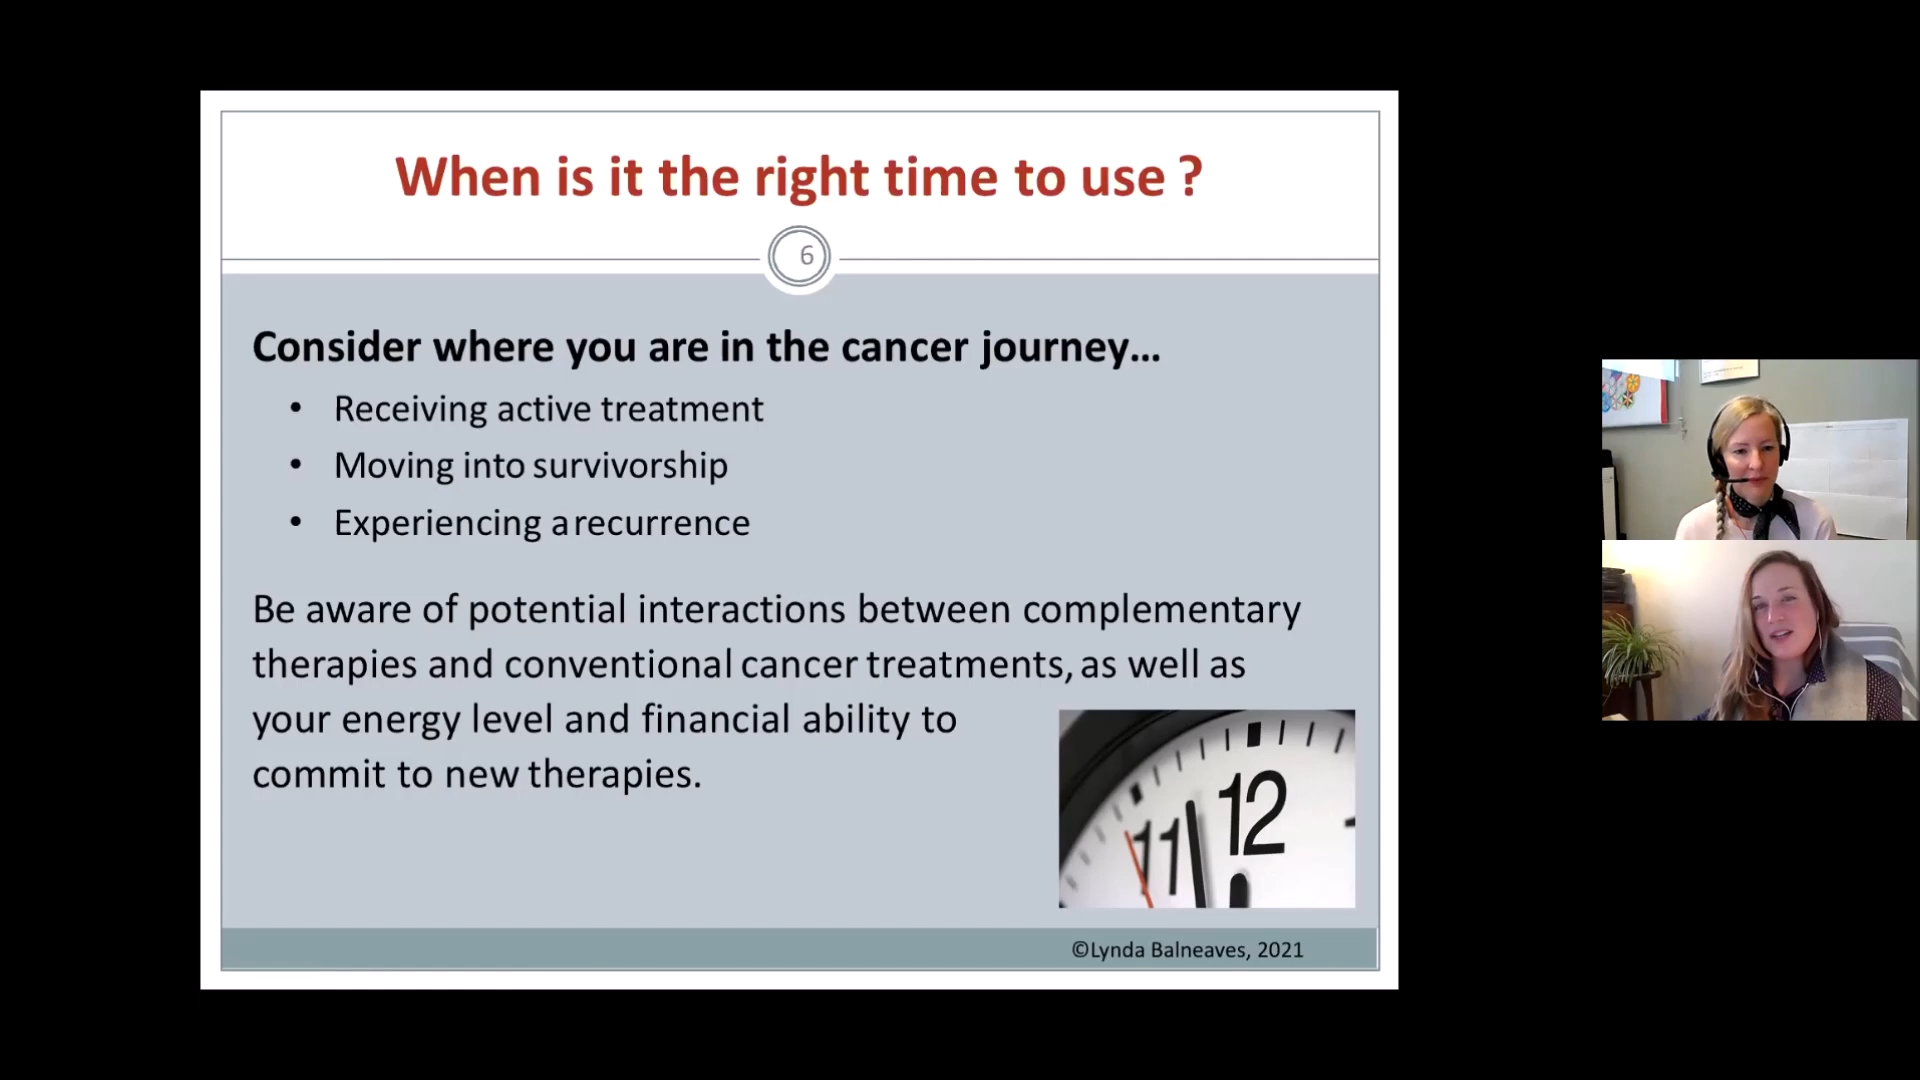 When is it the right time to use ?
6
Consider where you are in the cancer journey...
• Receiving active treatment
• Moving into survivorship
• Experiencing a recurrence
Be aware of potential interactions between complementary
therapies and conventional cancer treatments, as well as
your energy level and financial ability to
commit to new therapies.
12
11
©Lynda Balneaves, 2021